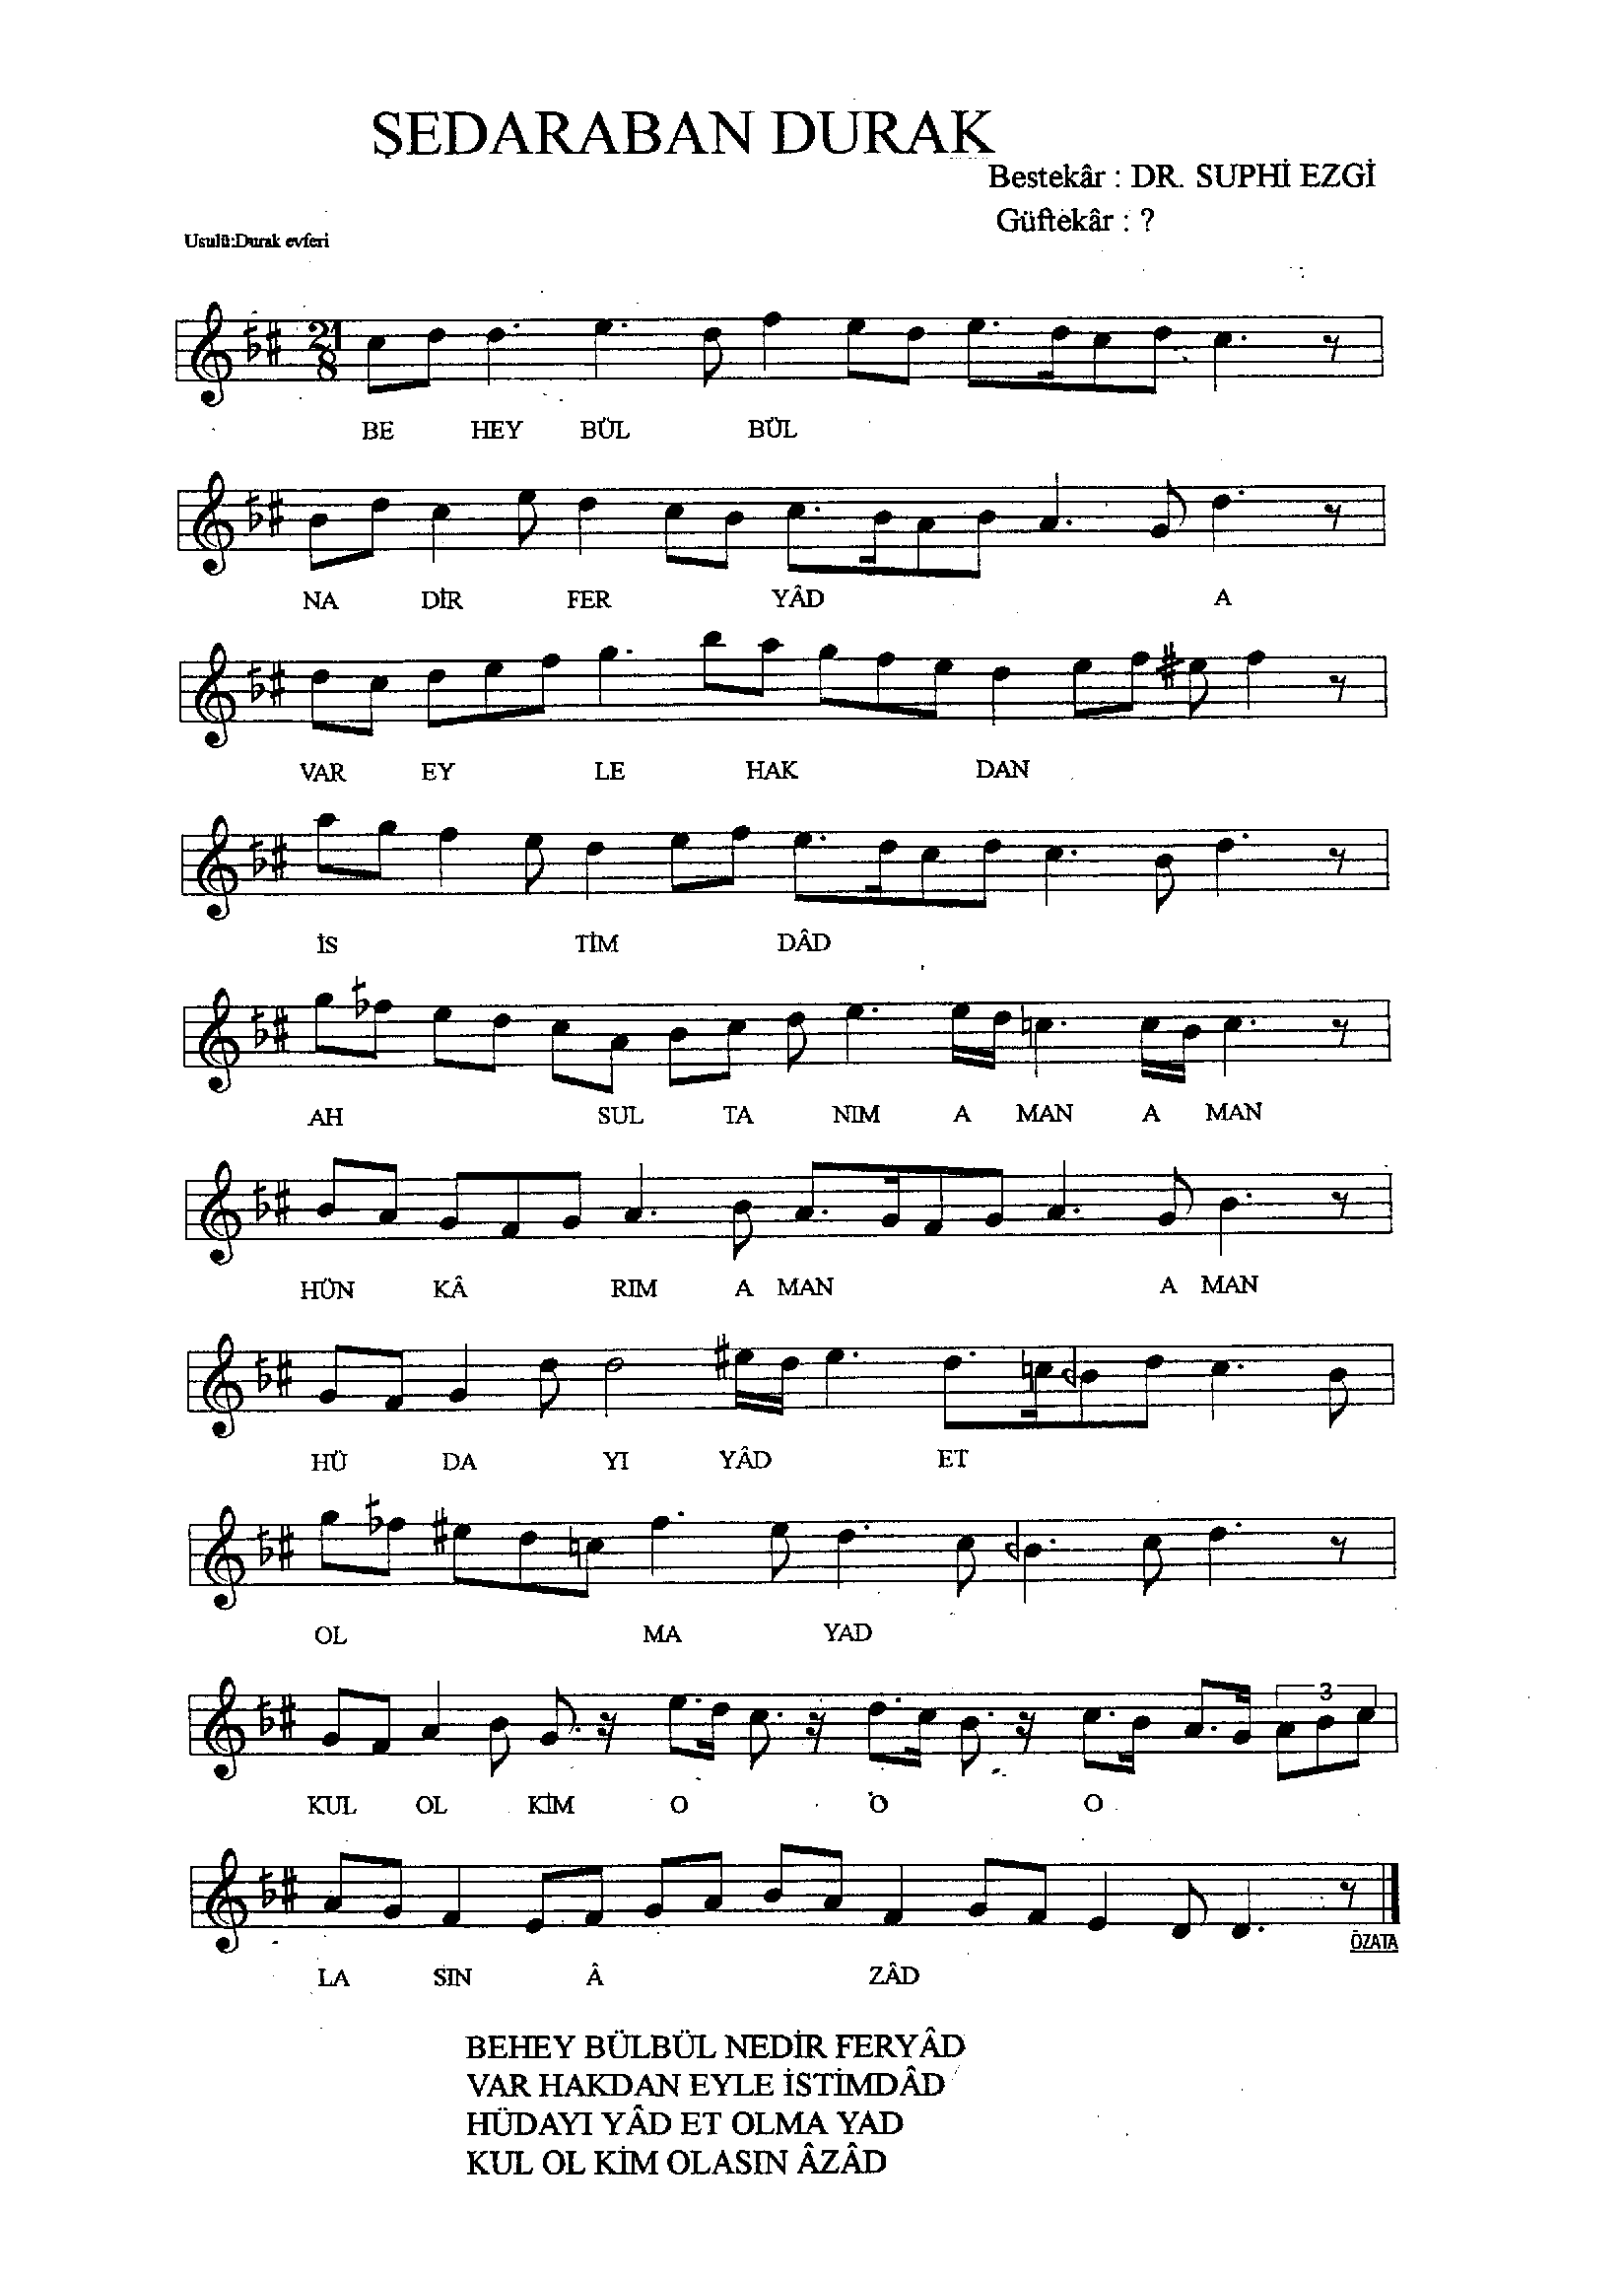 ŞEDARABAN DURAK
Bestekâr : DR. SUPHİ EZGİ
Güftekâr : ?
Usulü:Durak evferi
21
8
BE HEY BÜL BÜL
NA DİR FER YÂD A
VAR EY LE HAK DAN
İS TİM DÂD
AH SUL TA NIM A MAN A MAN
HÜN KÂ RIM A MAN A MAN
HÜ DA YI YÂD ET
OL MA YAD
3
KUL OL KİM O O O
LA SIN Â ZÂD
ÖZATA
BEHEY BÜLBÜL NEDİR FERYÂD
VAR HAKDAN EYLE İSTİMDÂD
HÜDAYI YÂD ET OLMA YAD
KUL OL KİM OLASIN ÂZÂD